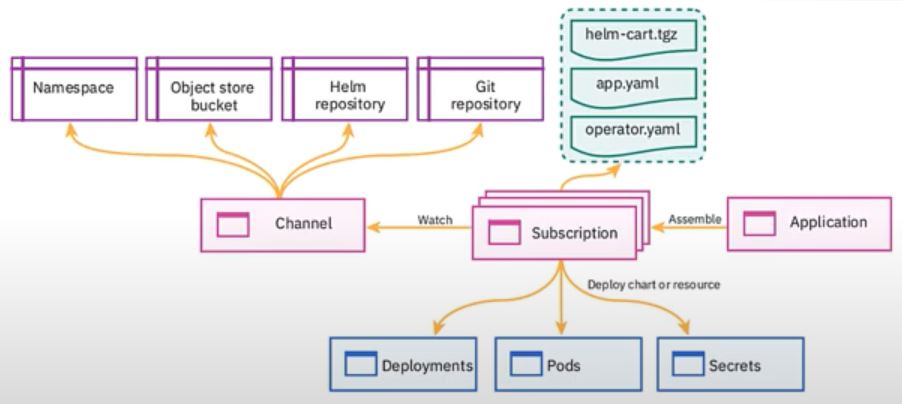 helm-cart.tgz
app.yaml
operator.yaml
Namespace
Object store
bucket
Helm
repository
Git
repository
Channel
Watch
Subscription
Assemble
Application
Deploy chart or resource
Deployments
Pods
Secrets